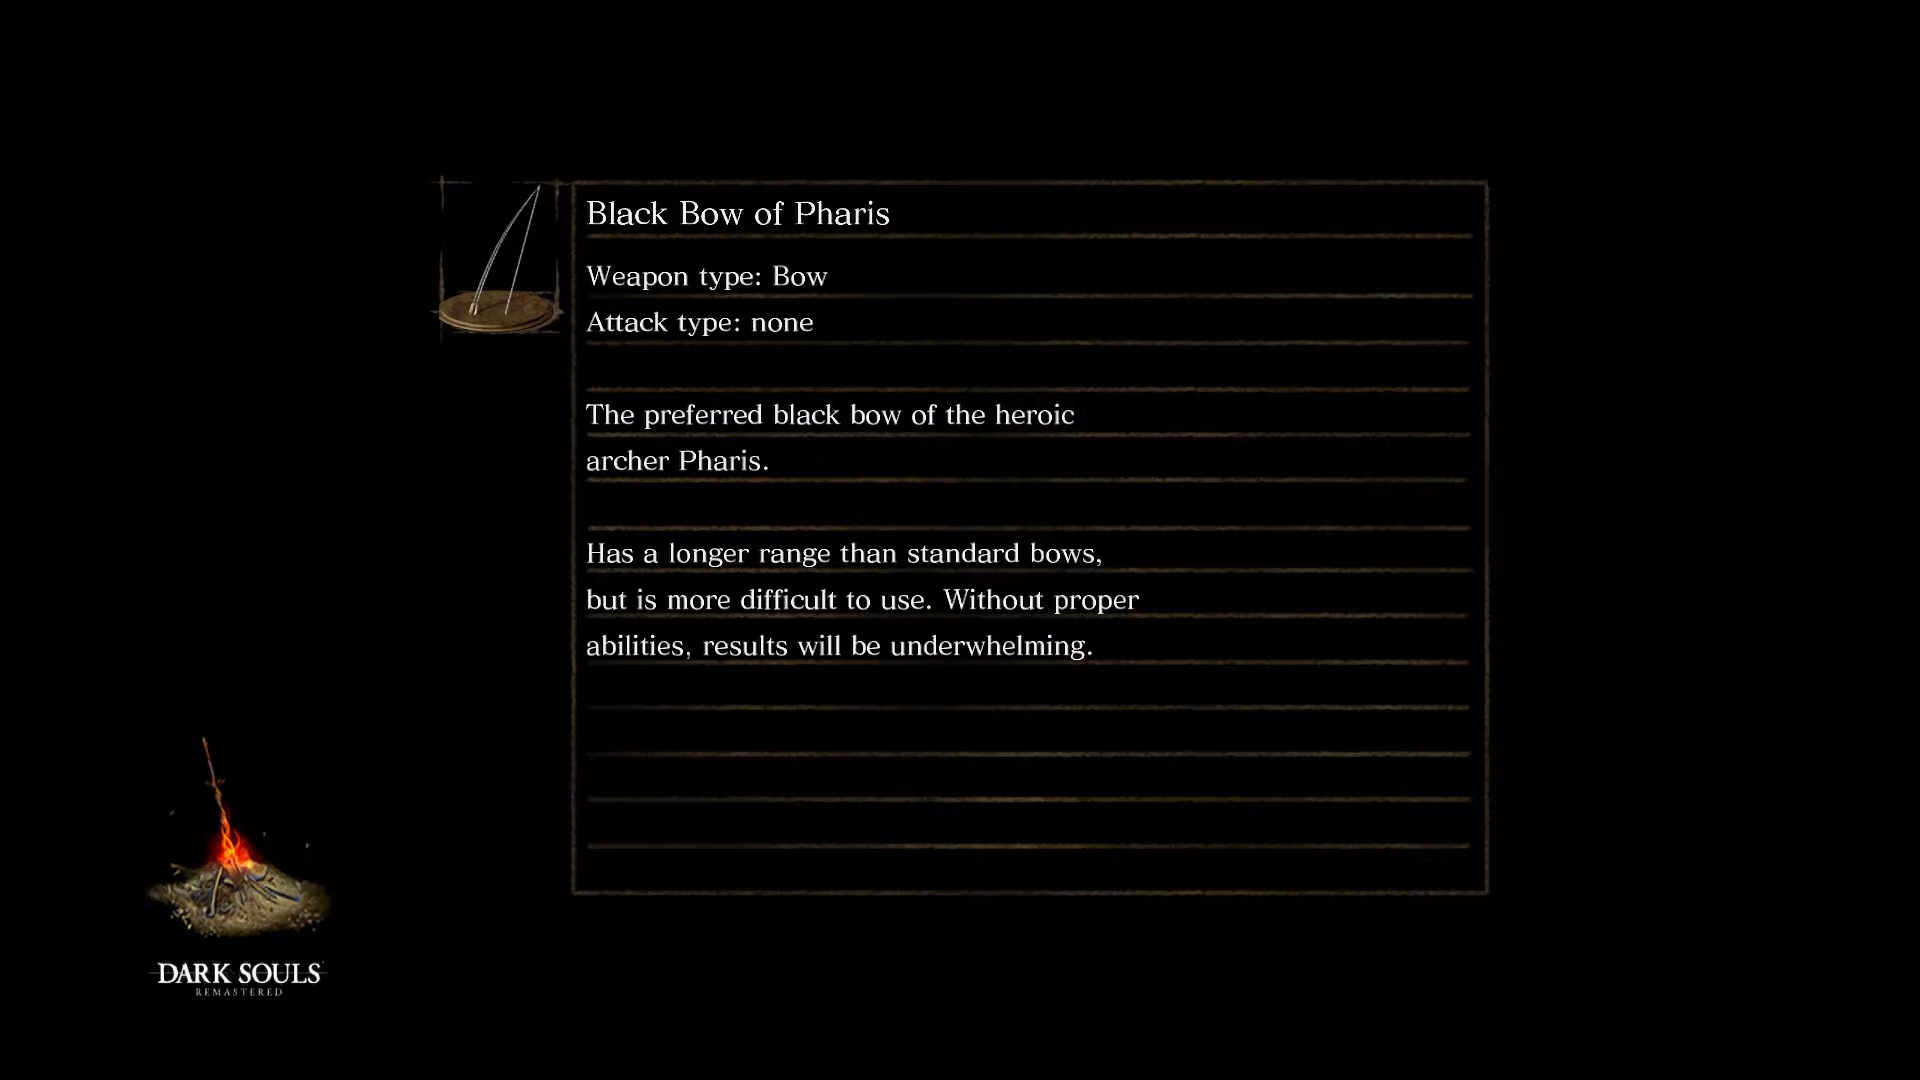 Black Bow of Pharis
Weapon type: Bow
Attack type: none
The preferred black bow of the heroic
archer Pharis.
Has a longer range than standard bows,
but is more difficult to use. Without proper
abilities, results will be underwhelming.
DARK SOULS
REMASTERED